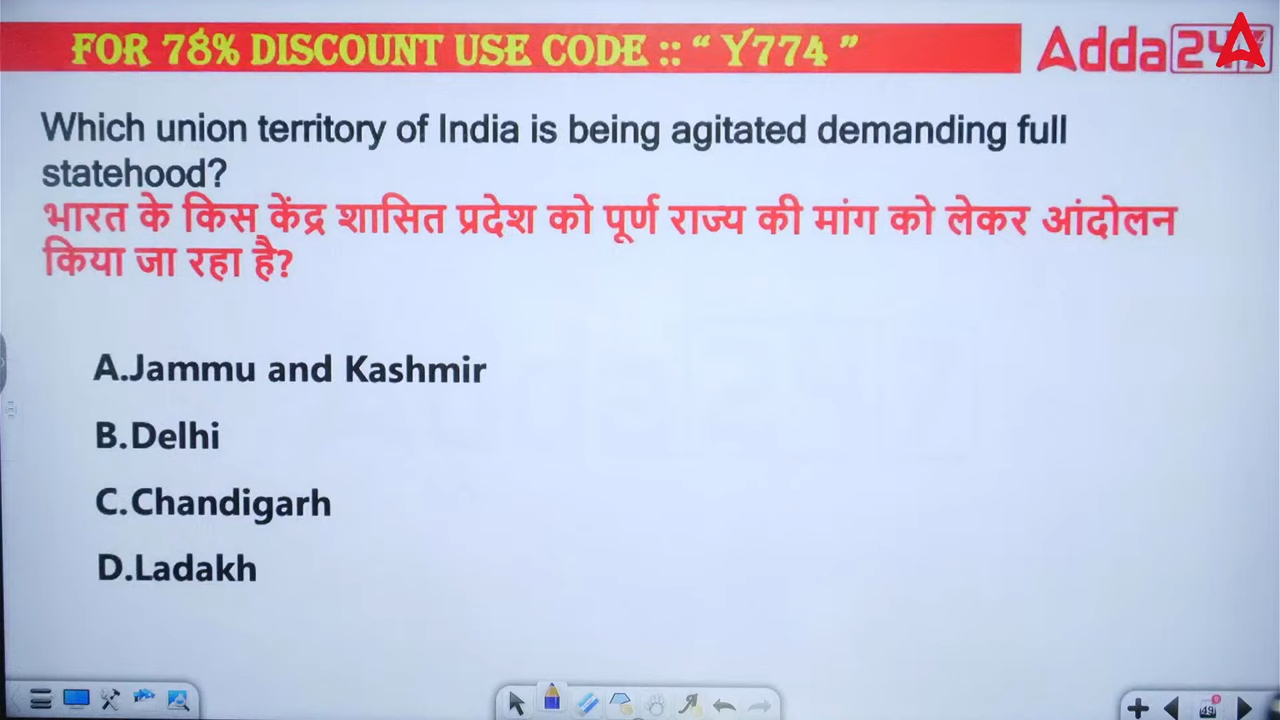 FOR 78% DISCOUNT USE CODE :: “ Y774 ”
Adda247
Which union territory of India is being agitated demanding full
statehood?
भारत के किस केंद्र शासित प्रदेश को पूर्ण राज्य की मांग को लेकर आंदोलन
किया जा रहा है?
A.Jammu and Kashmir
B.Delhi
C.Chandigarh
D.Ladakh
49